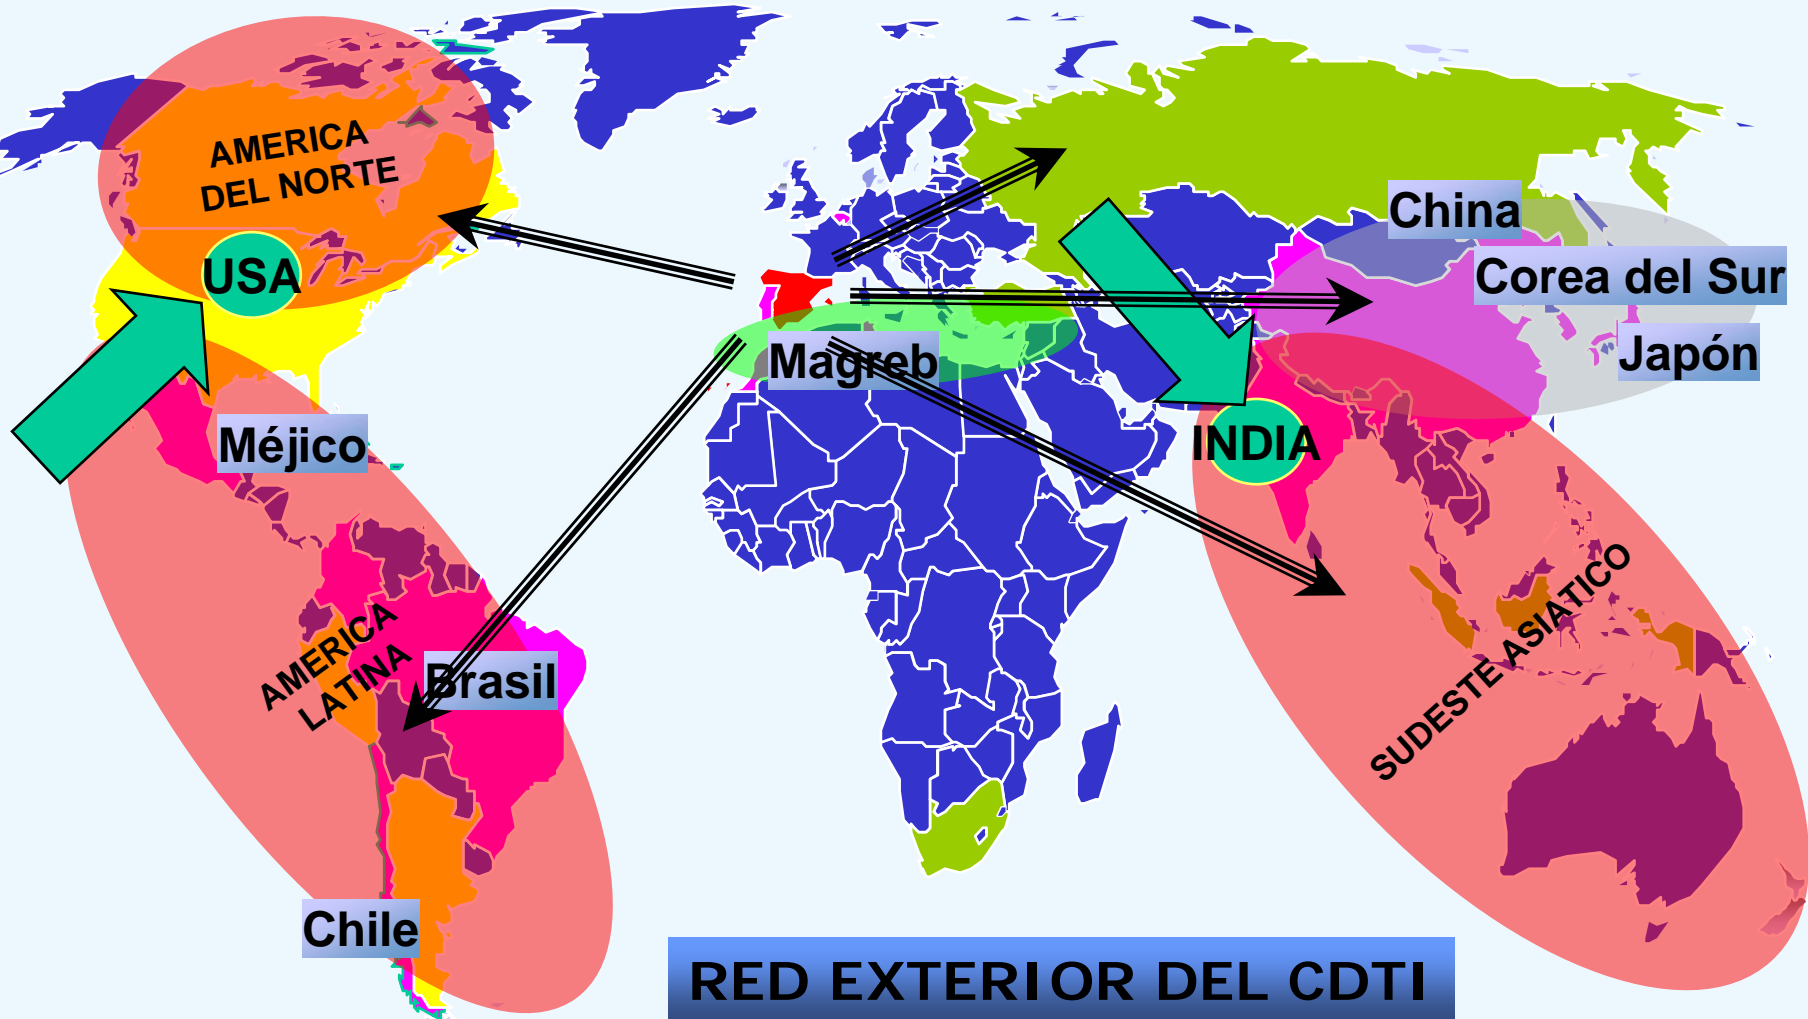 AMERICA
DEL NORTE
USA
China
Corea del Sur
Japón
Magreb
Méjico
INDIA
AMERICA
LATINA
Brasil
SUDESTE ASIATICO
Chile
RED EXTERIOR DEL CDTI